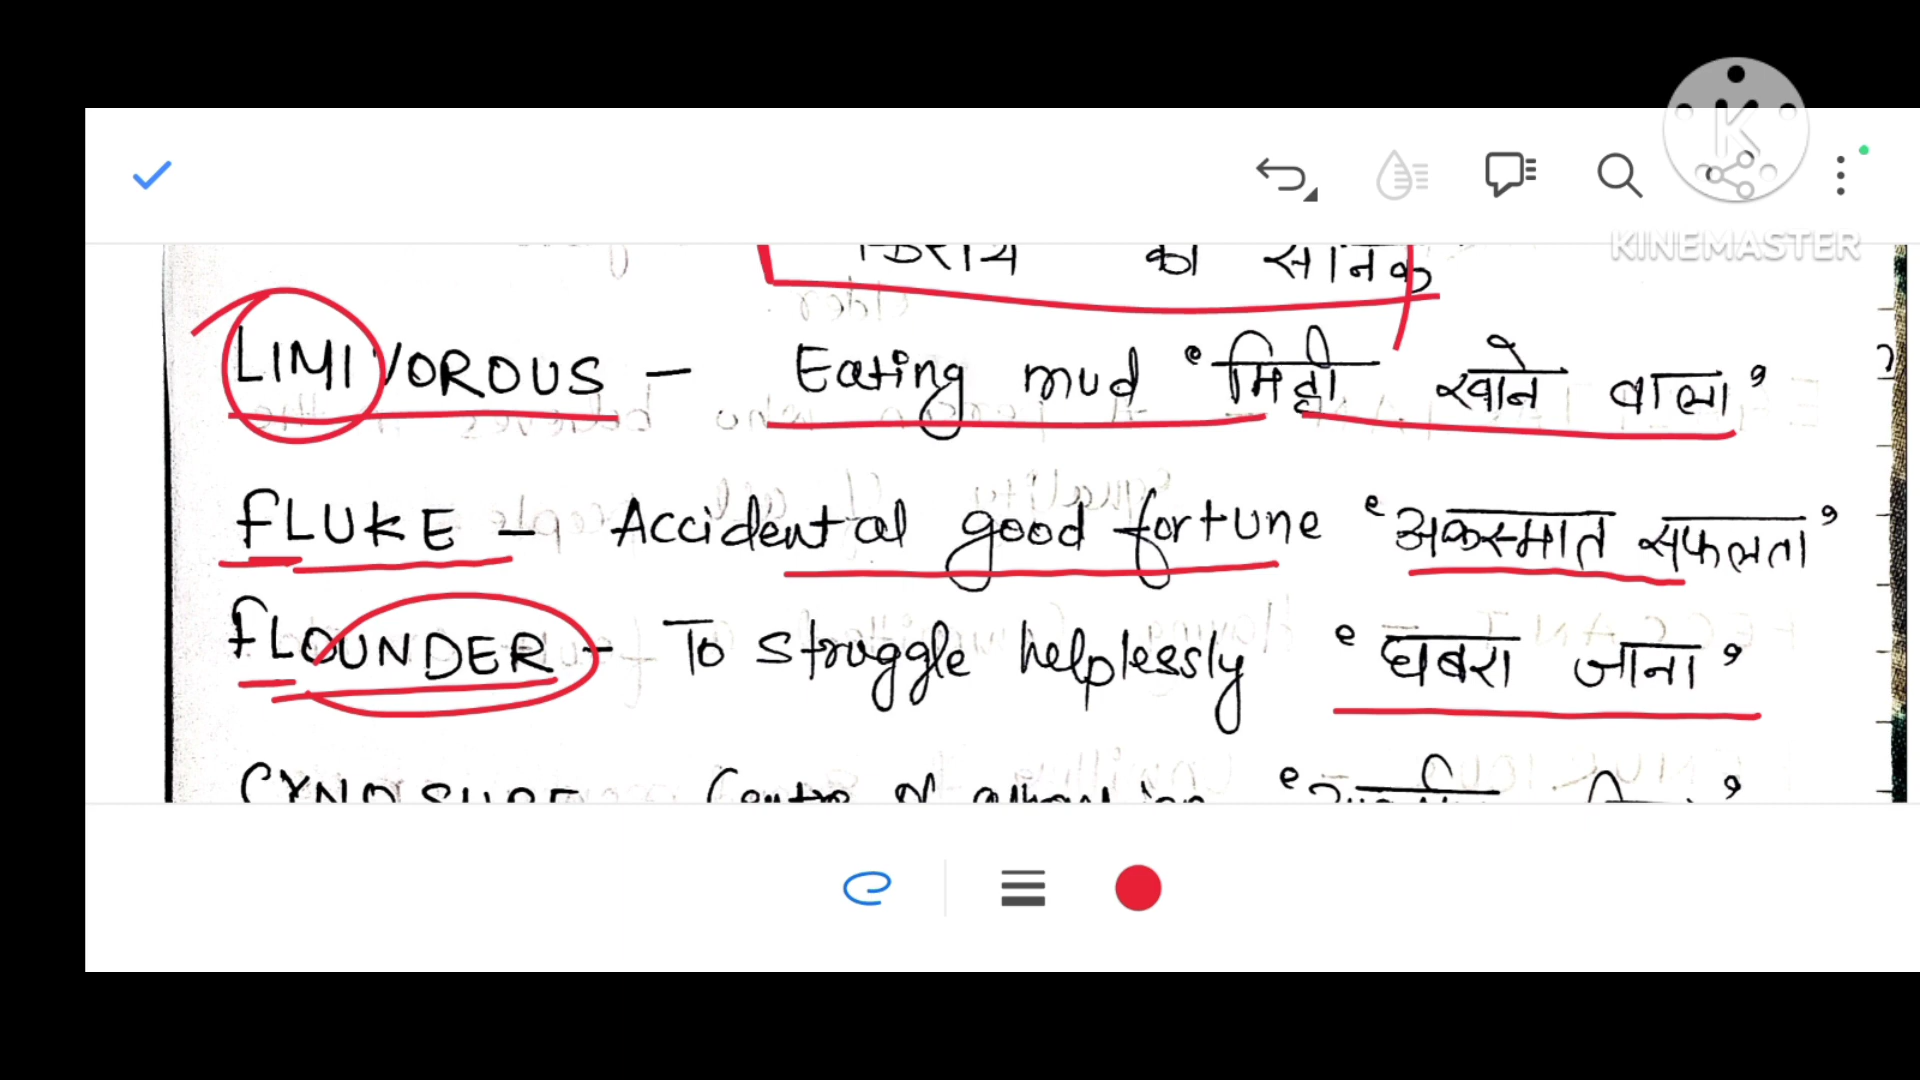 KINEMASTER
LIMIVOROUS - Eating mud 'मिट्टी खाने वाला'
FLUKE - Accidental good fortune 'अकस्मात सफलता'
FLOUNDER - To struggle helplessly 'घबरा जाना'